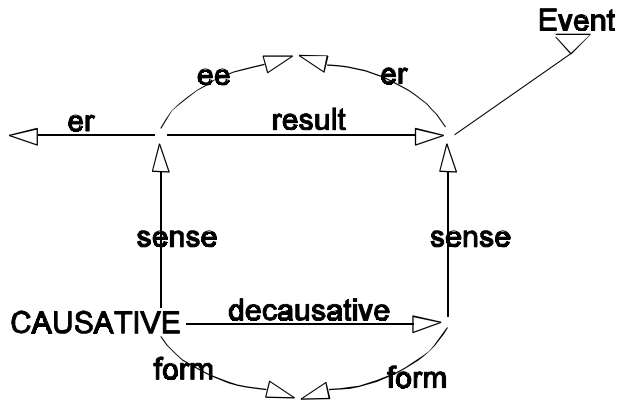 Event
ee
er
er
result
sense
sense
CAUSATIVE
decausative
form
form